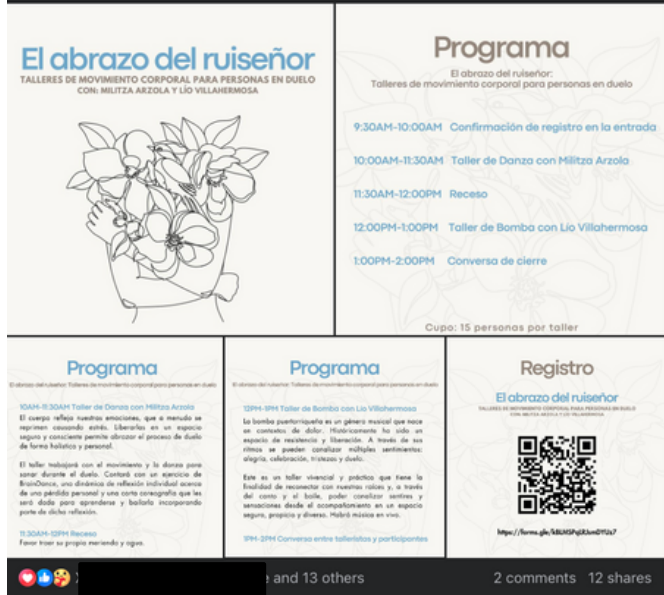 El abrazo del ruiseñor
TALLERES DE MOVIMIENTO CORPORAL PARA PERSONAS EN DUELO
CON: MILITZA ARZOLA Y LÍO VILLAHERMOSA
Programa
El abrazo del ruiseñor:
Talleres de movimiento corporal para personas en duelo
9:30AM-10:00AM Confirmación de registro en la entrada
10:00AM-11:30AM Taller de Danza con Militza Arzola
11:30AM-12:00PM Receso
12:00PM-1:00PM Taller de Bomba con Lío Villahermosa
1:00PM-2:00PM Conversa de cierre
Cupo: 15 personas por taller
Programa
El abrazo del ruiseñor: Talleres de movimiento corporal para personas en duelo
10AM-11:30AM Taller de Danza con Militza Arzola
El cuerpo refleja nuestras emociones, que a menudo se
reprimen causando estrés. Liberarlas en un espacio
seguro y consciente permite abrazar el proceso de duelo
de forma holística y personal.
El taller trabajará con el movimiento y la danza para
sanar durante el duelo. Contará con un ejercicio de
BrainDance, una dinámica de reflexión individual acerca
de una pérdida personal y una corta coreografía que les
será dada para aprenderse y bailarla incorporando
parte de dicha reflexión.
11:30AM-12PM Receso
Favor traer su propia merienda y agua.
Programa
El abrazo del ruiseñor: Talleres de movimiento corporal para personas en duelo
12PM-1PM Taller de Bomba con Lío Villahermosa
La bomba puertorriqueña es un género musical que nace
en contextos de dolor. Históricamente ha sido un
espacio de resistencia y liberación. A través de sus
ritmos se pueden canalizar múltiples sentimientos:
alegría, celebración, tristezas y duelo.
Este es un taller vivencial y práctico que tiene la
finalidad de reconectar con nuestras raíces y, a través
del canto y el baile, poder canalizar sentires y
sensaciones desde el acompañamiento en un espacio
seguro, propicio y diverso. Habrá música en vivo.
1PM-2PM Conversa entre talleristas y participantes
Registro
El abrazo del ruiseñor
TALLERES DE MOVIMIENTO CORPORAL PARA PERSONAS EN DUELO
CON: MILITZA ARZOLA Y LÍO VILLAHERMOSA
and 13 others
2 comments 12 shares